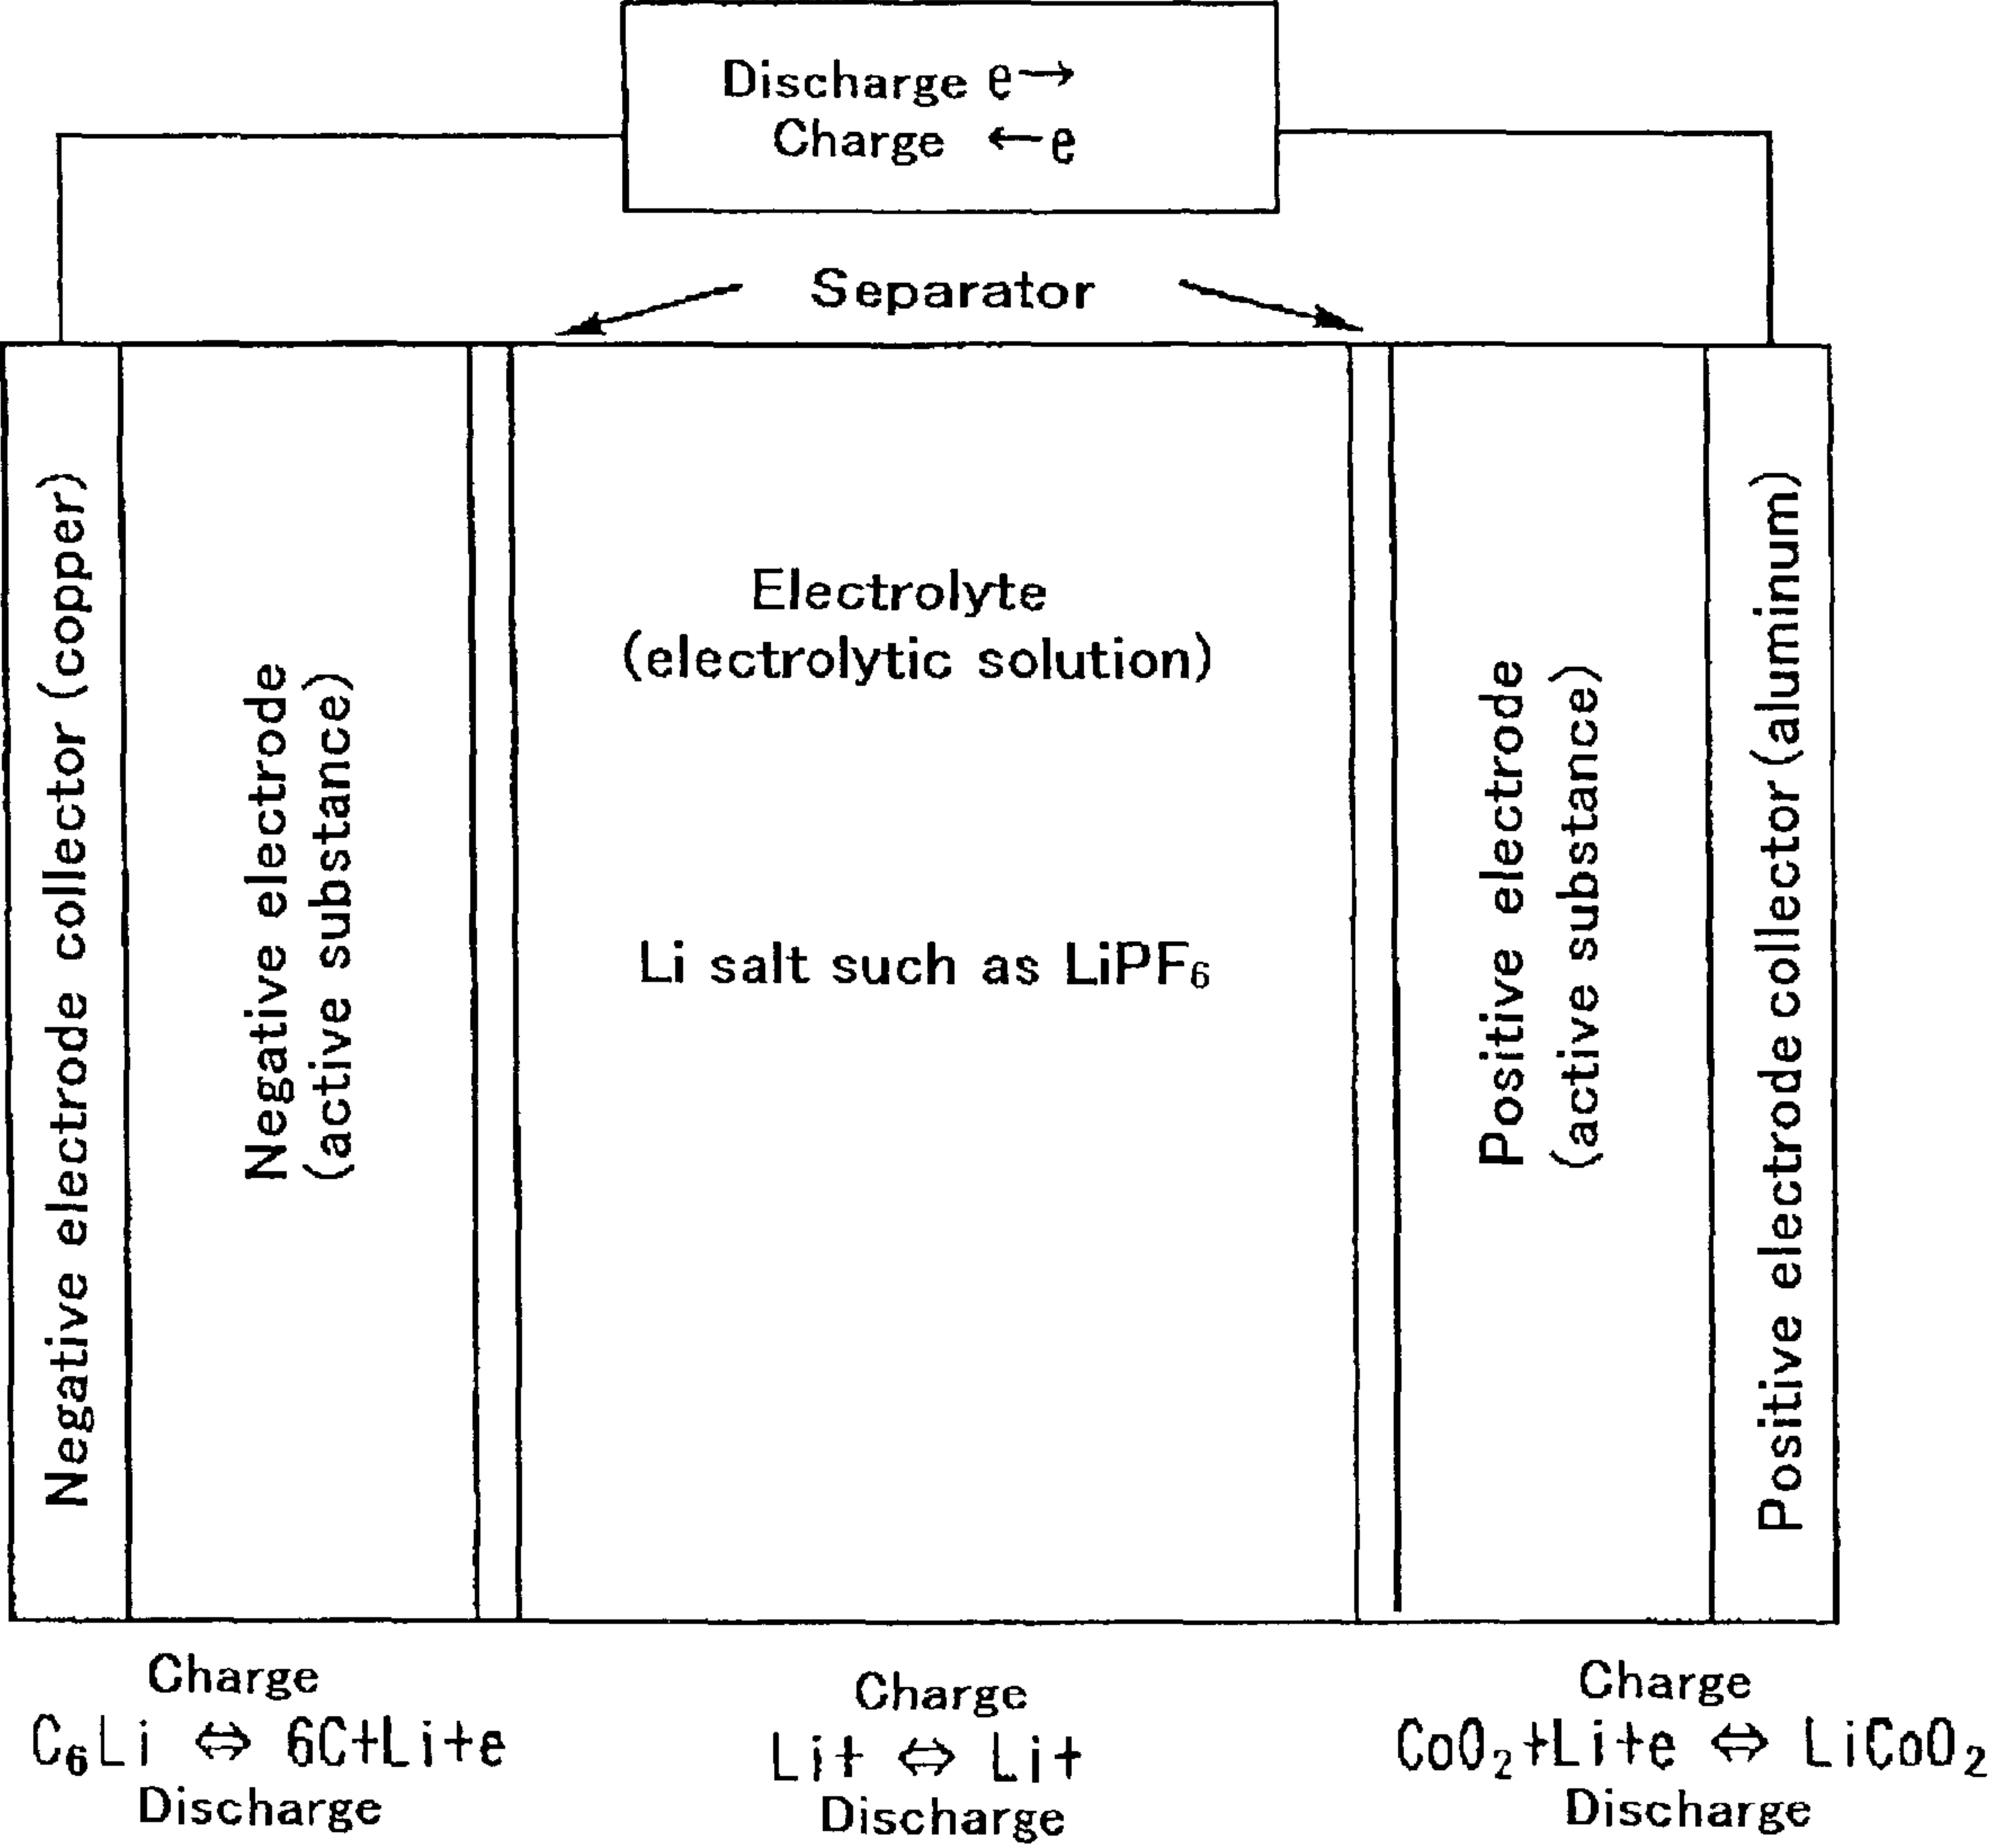 Discharge e→
Charge ←e
Separator
Negative electrode collector (copper)
Negative electrode
(active substance)
Electrolyte
(electrolytic solution)
Li salt such as LiPF₆
Positive electrode
(active substance)
Positive electrode collector (aluminum)
Charge
C₆Li ⇔ 6C+Li+e
Discharge
Charge
Li+ ⇔ Li+
Discharge
Charge
CoO₂+Li+e ⇔ LiCoO₂
Discharge